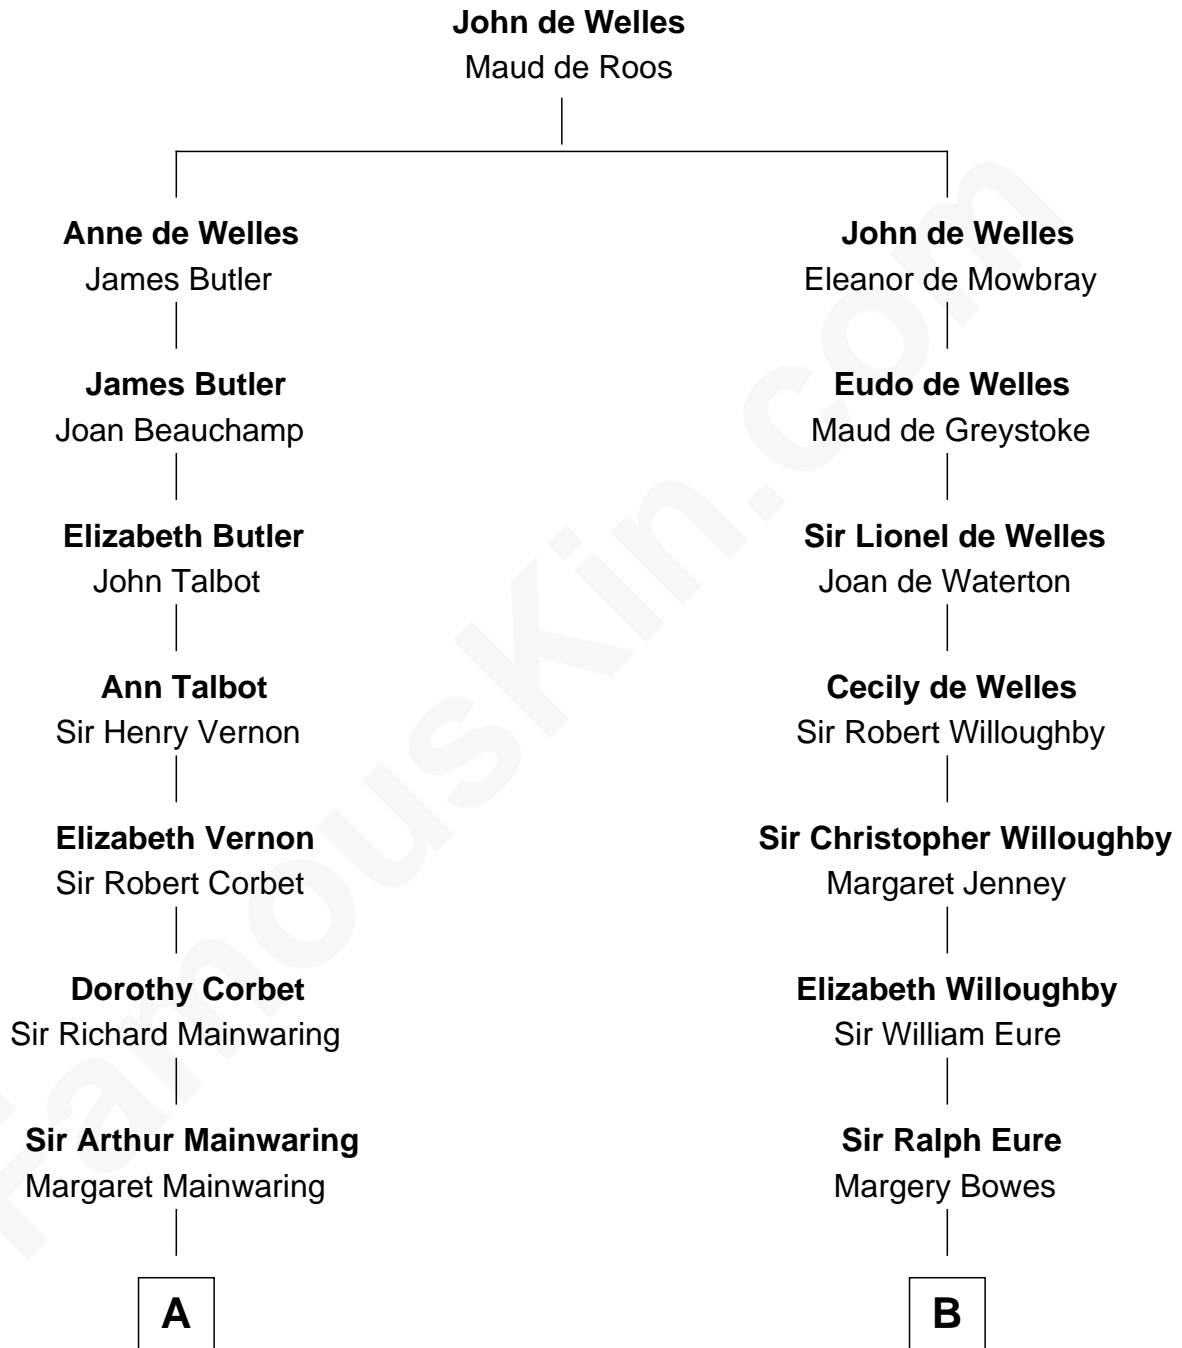 John de Welles
Maud de Roos
Anne de Welles
James Butler
John de Welles
Eleanor de Mowbray
James Butler
Joan Beauchamp
Eudo de Welles
Maud de Greystoke
Elizabeth Butler
John Talbot
Sir Lionel de Welles
Joan de Waterton
Ann Talbot
Sir Henry Vernon
Cecily de Welles
Sir Robert Willoughby
Elizabeth Vernon
Sir Robert Corbet
Sir Christopher Willoughby
Margaret Jenney
Dorothy Corbet
Sir Richard Mainwaring
Elizabeth Willoughby
Sir William Eure
Sir Arthur Mainwaring
Margaret Mainwaring
Sir Ralph Eure
Margery Bowes
A
B
FamousKin.com